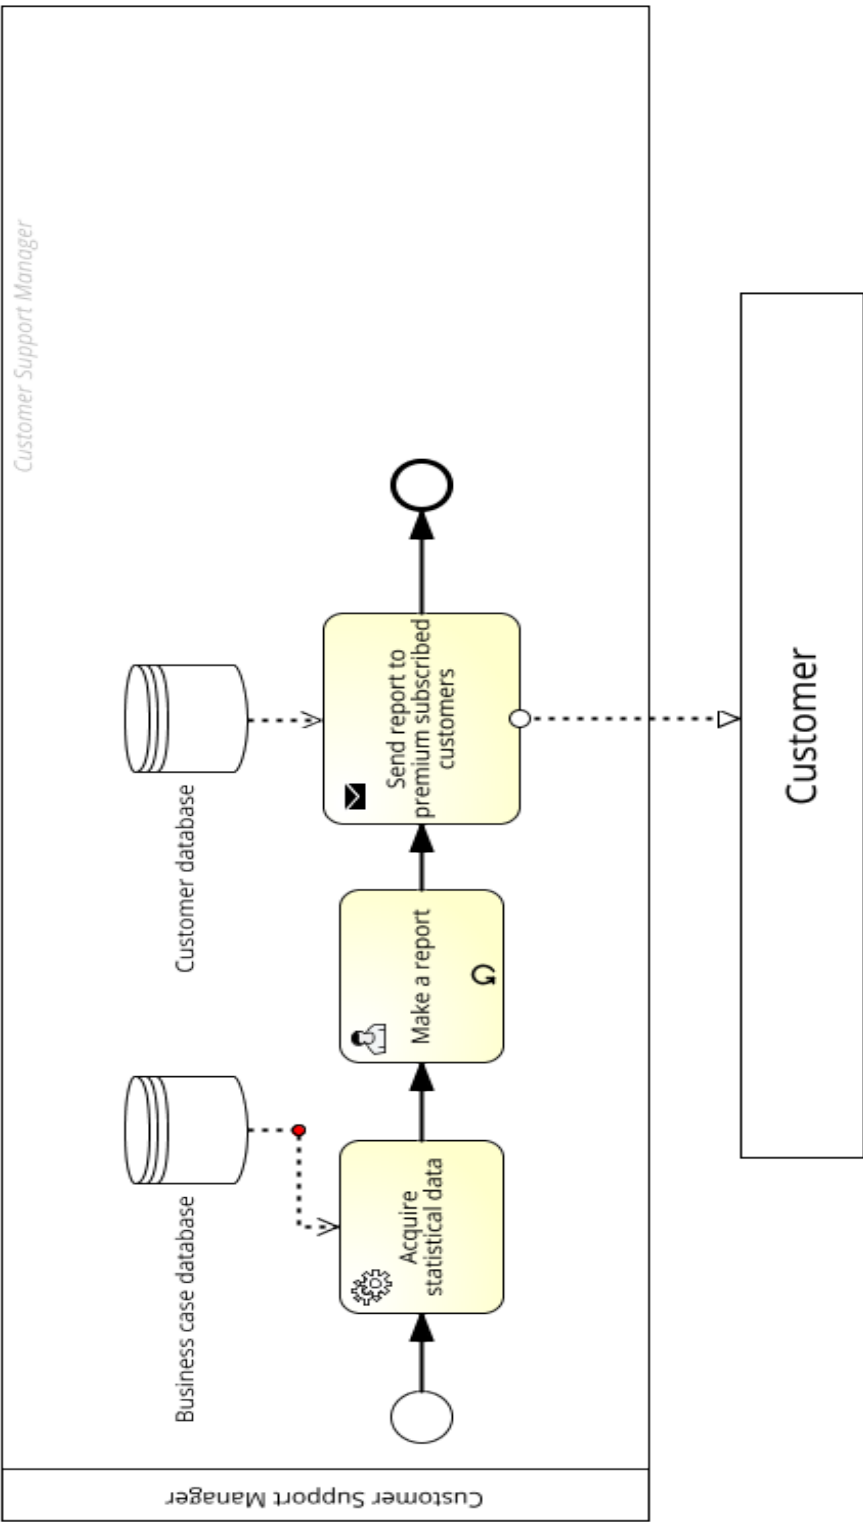 Customer Support Manager
Customer Support Manager
Business case database
Customer database
Acquire
statistical data
Make a report
Send report to
premium subscribed
customers
Customer